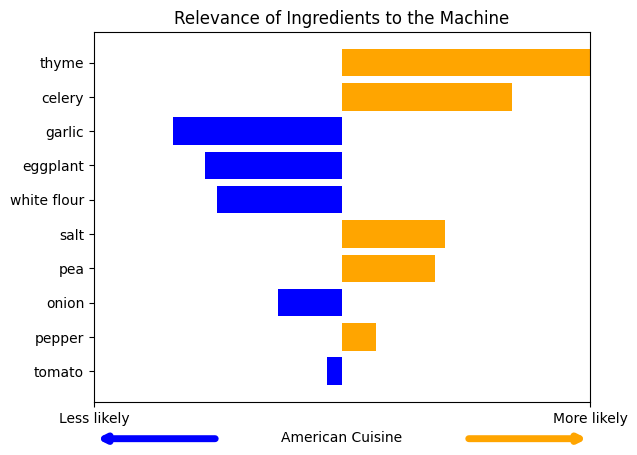 Relevance of Ingredients to the Machine
thyme
celery
garlic
eggplant
white flour
salt
pea
onion
pepper
tomato
Less likely
More likely
American Cuisine